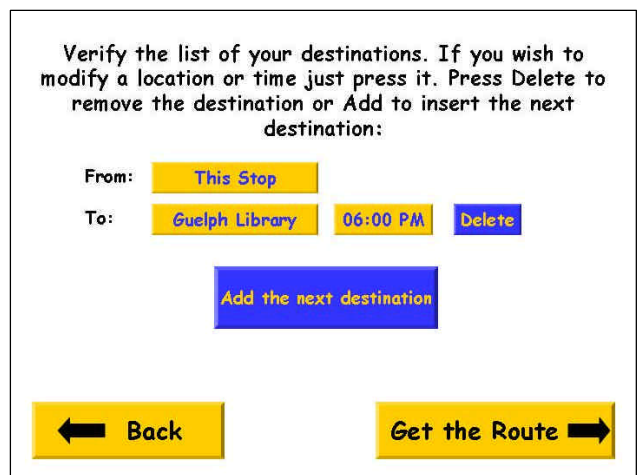 Verify the list of your destinations. If you wish to
modify a location or time just press it. Press Delete to
remove the destination or Add to insert the next
destination:
From: This Stop
To: Guelph Library 06:00 PM Delete
Add the next destination
Back Get the Route